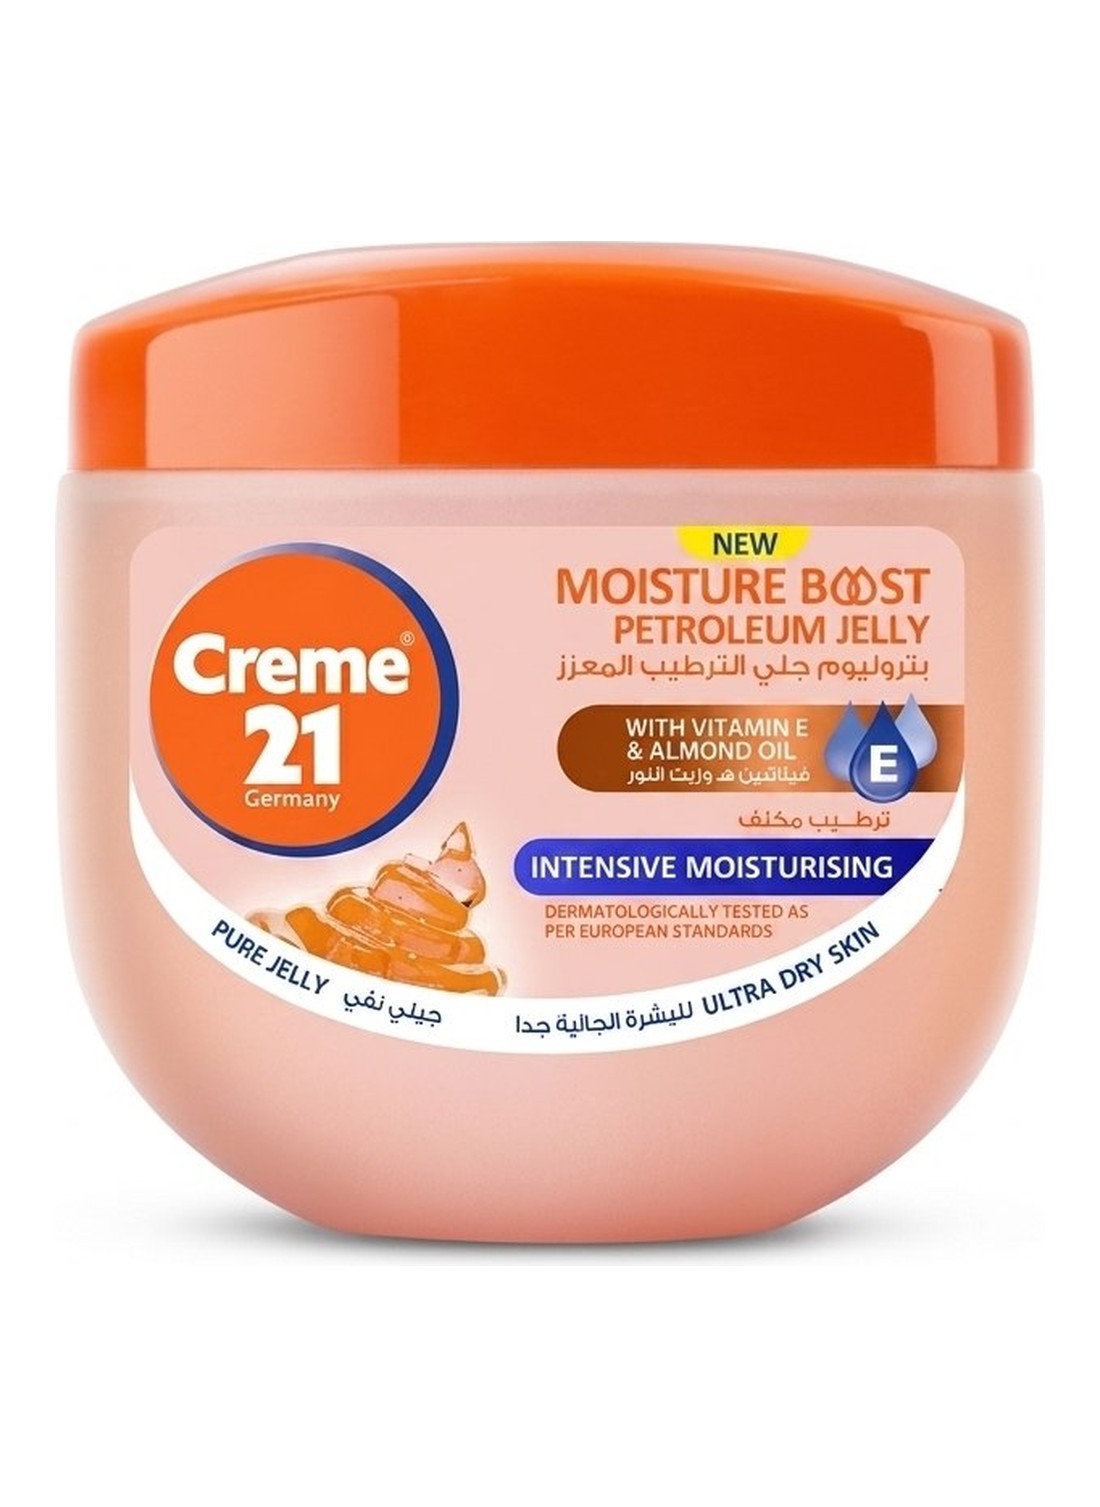 Creme®
21
Germany
NEW
MOISTURE BOOST
PETROLEUM JELLY
بتروليوم جلي الترطيب المعزز
WITH VITAMIN E
& ALMOND OIL
فيتامين هـ وزيت اللوز
E
ترطيب مكثف
INTENSIVE MOISTURISING
DERMATOLOGICALLY TESTED AS
PER EUROPEAN STANDARDS
PURE JELLY جيلي نقي
للبشرة الجافة جدا ULTRA DRY SKIN